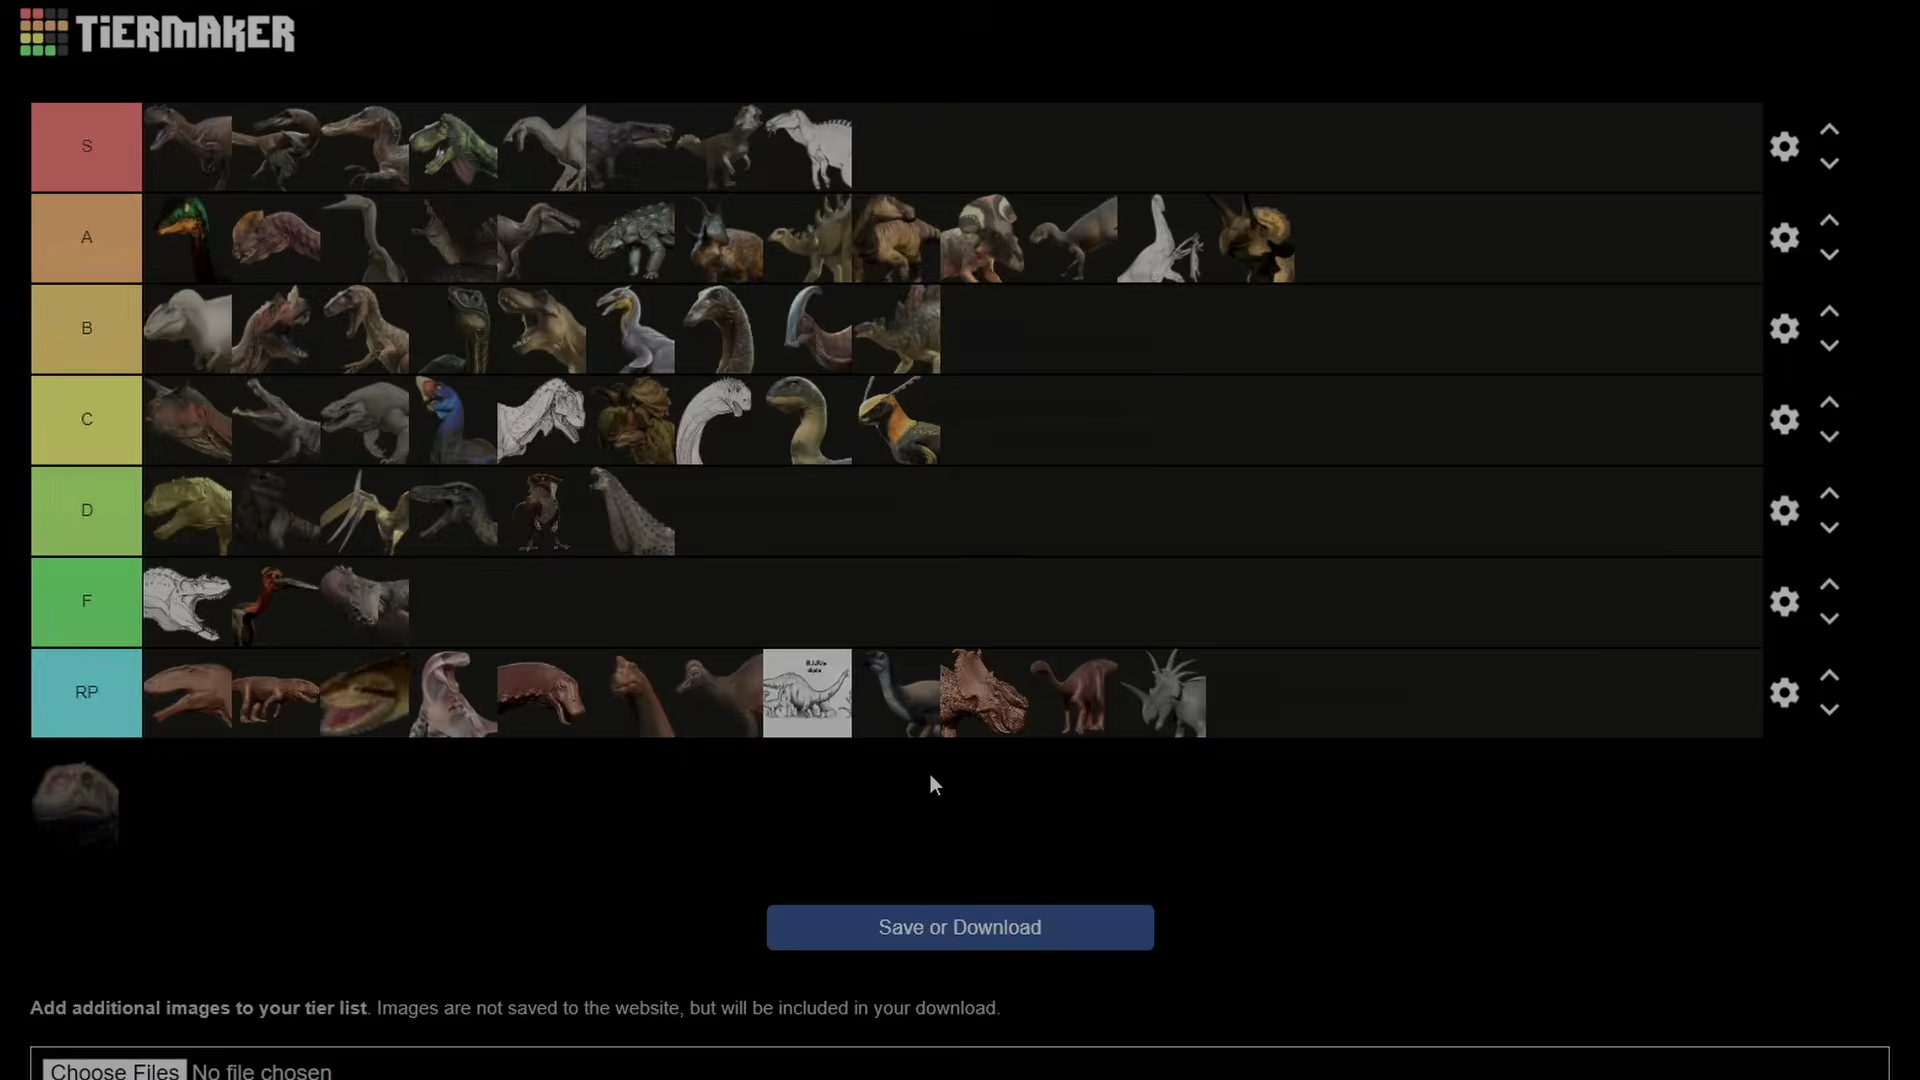 TiERMAKER
S
A
B
C
D
F
RP
Save or Download
Add additional images to your tier list. Images are not saved to the website, but will be included in your download.
Choose Files No file chosen